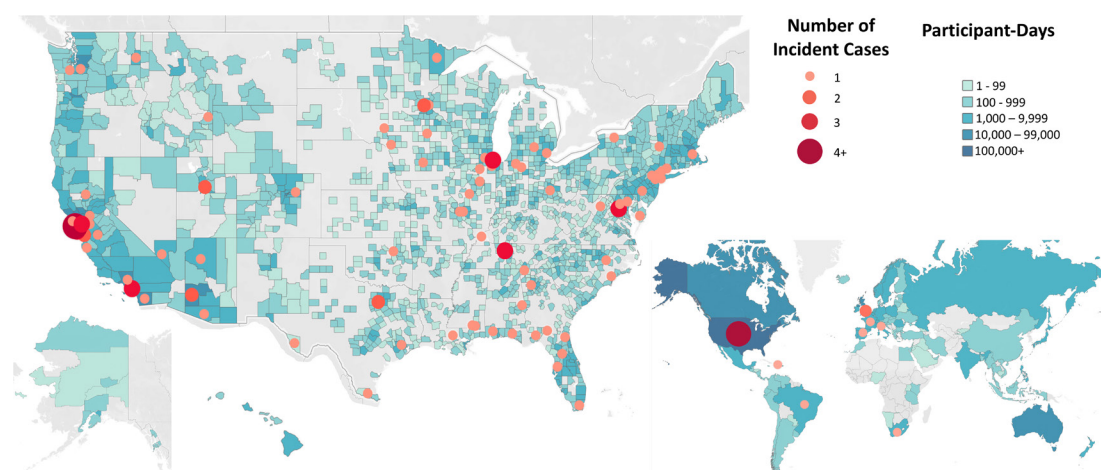 Number of
Incident Cases
1
2
3
4+
Participant-Days
1 - 99
100 - 999
1,000 – 9,999
10,000 – 99,000
100,000+